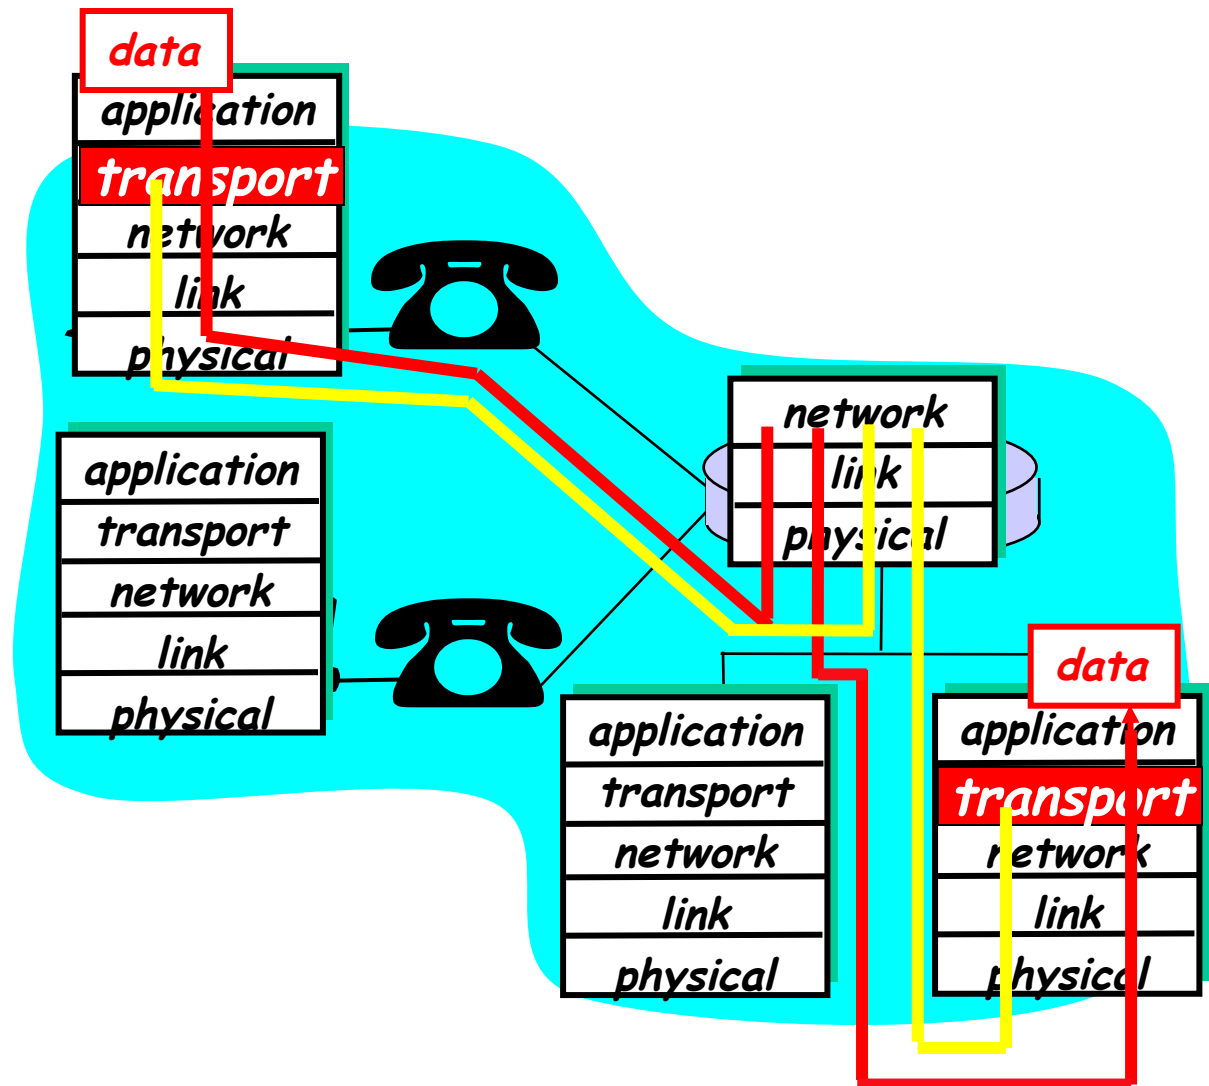 data
application
transport
network
link
physical
application
transport
network
link
physical
network
link
physical
application
transport
network
link
physical
data
application
transport
network
link
physical